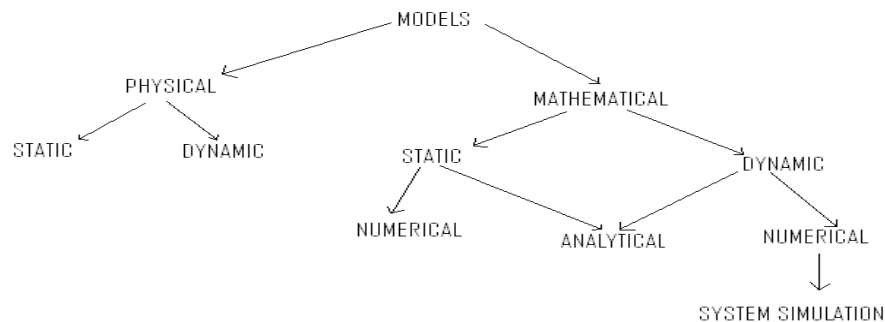 MODELS
PHYSICAL
MATHEMATICAL
STATIC
DYNAMIC
STATIC
DYNAMIC
NUMERICAL
ANALYTICAL
NUMERICAL
SYSTEM SIMULATION